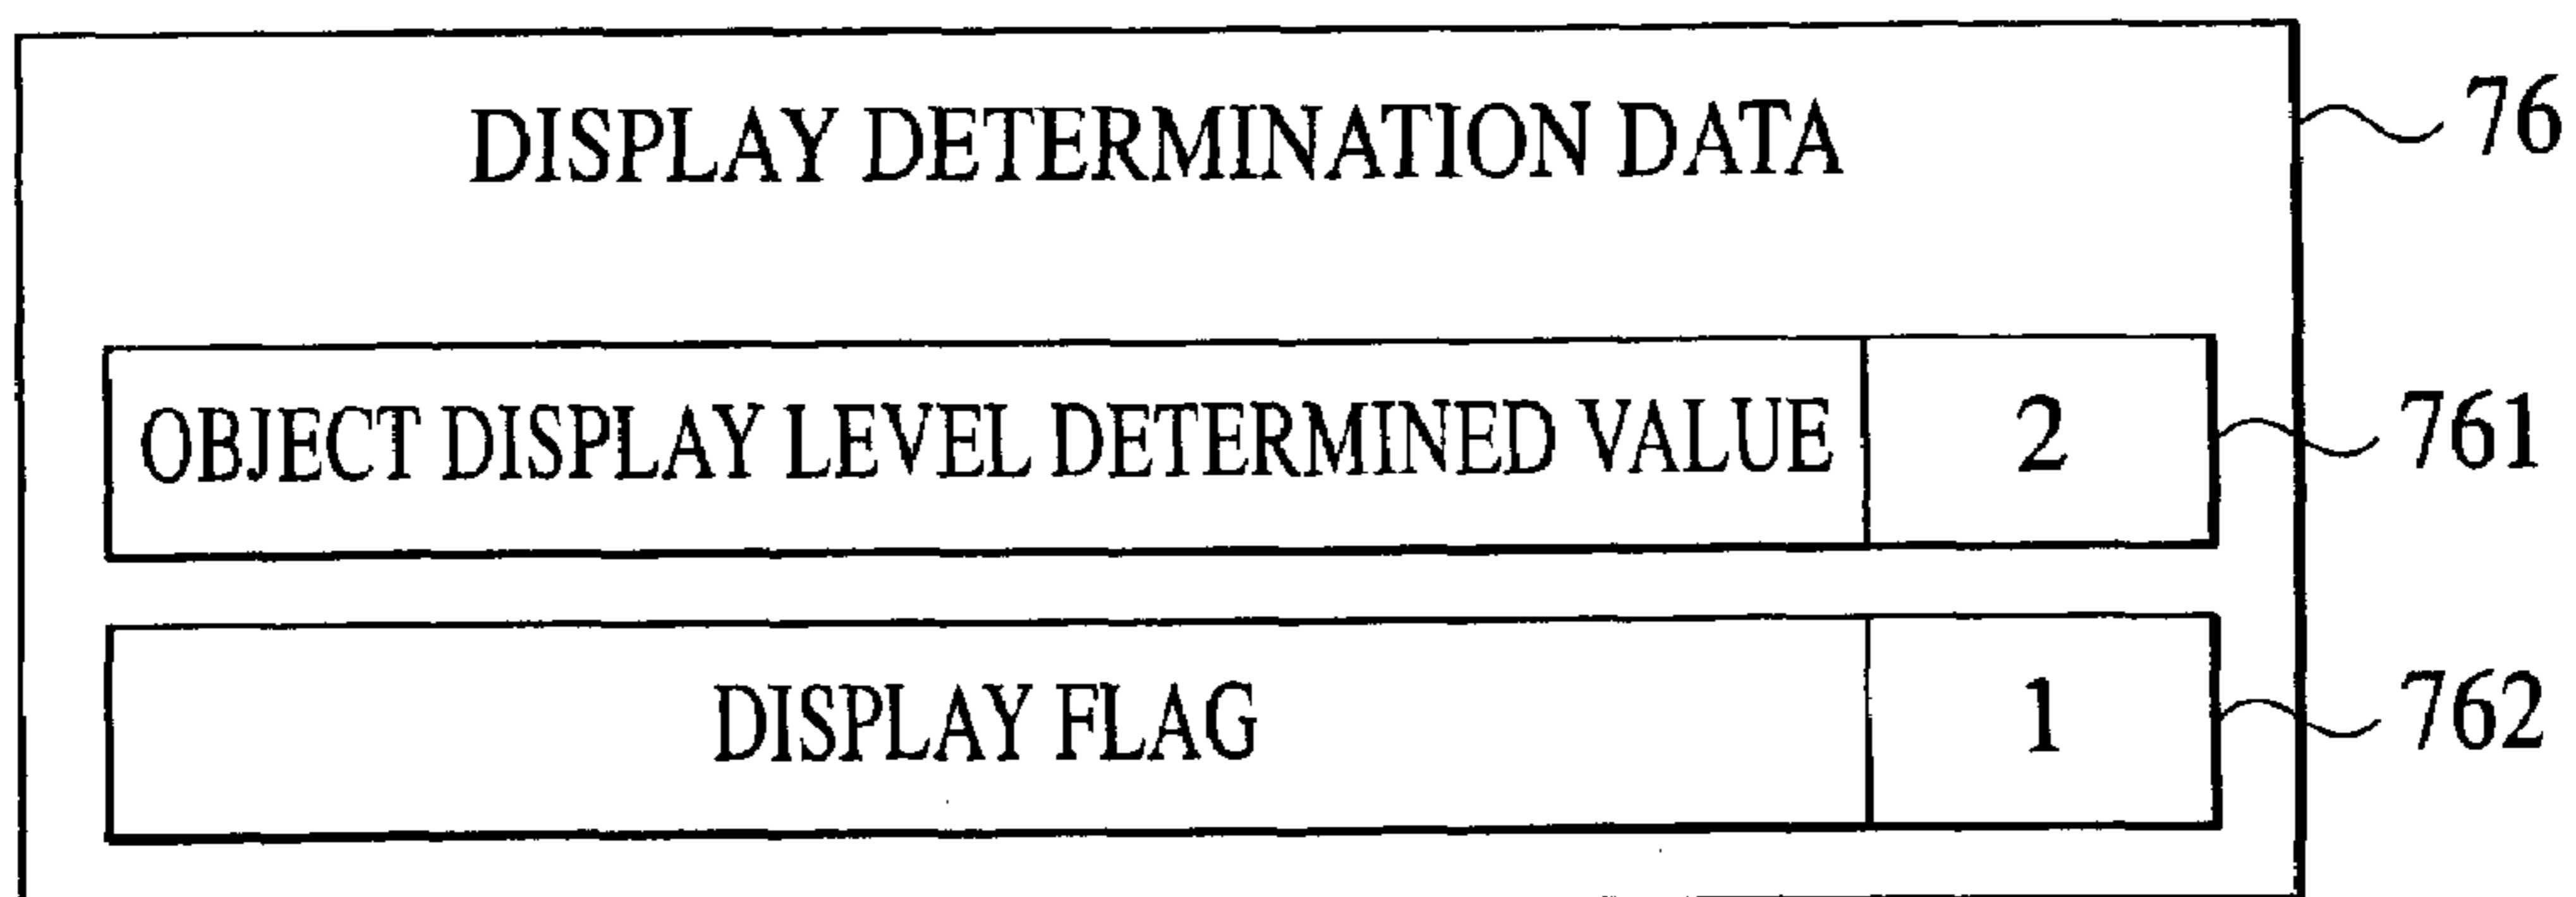 DISPLAY DETERMINATION DATA
76
OBJECT DISPLAY LEVEL DETERMINED VALUE 2
761
DISPLAY FLAG 1
762